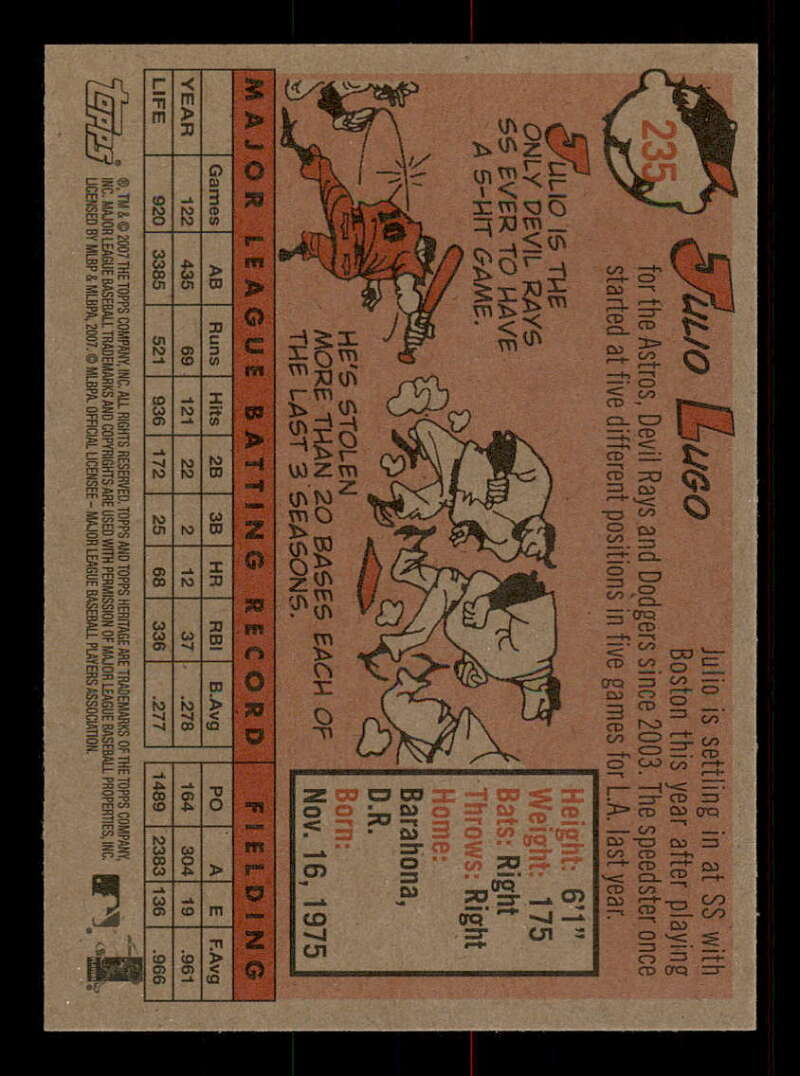 235
JULIO LUGO
Julio is settling in at SS with
Boston this year after playing
for the Astros, Devil Rays and Dodgers since 2003. The speedster once
started at five different positions in five games for L.A. last year.
JULIO IS THE
ONLY DEVIL RAYS
SS EVER TO HAVE
A 5-HIT GAME.
10
HE'S STOLEN
MORE THAN 20 BASES EACH OF
THE LAST 3 SEASONS.
Height: 6'1"
Weight: 175
Bats: Right
Throws: Right
Home:
Barahona,
D.R.
Born:
Nov. 16, 1975
MAJOR LEAGUE BATTING RECORD FIELDING
Games AB Runs Hits 2B 3B HR RBI B.Avg PO A E F.Avg
YEAR 122 435 69 121 22 2 12 37 .278 164 304 19 .961
LIFE 920 3385 521 936 172 25 68 336 .277 1489 2383 136 .966
TOPPS®
®, TM & © 2007 THE TOPPS COMPANY, INC. ALL RIGHTS RESERVED. TOPPS AND TOPPS HERITAGE ARE TRADEMARKS OF THE TOPPS COMPANY,
INC. MAJOR LEAGUE BASEBALL TRADEMARKS AND COPYRIGHTS ARE USED WITH PERMISSION OF MAJOR LEAGUE BASEBALL PROPERTIES, INC.
LICENSED BY MLBP & MLBPA, 2007. © MLBPA, OFFICIAL LICENSEE – MAJOR LEAGUE BASEBALL PLAYERS ASSOCIATION.